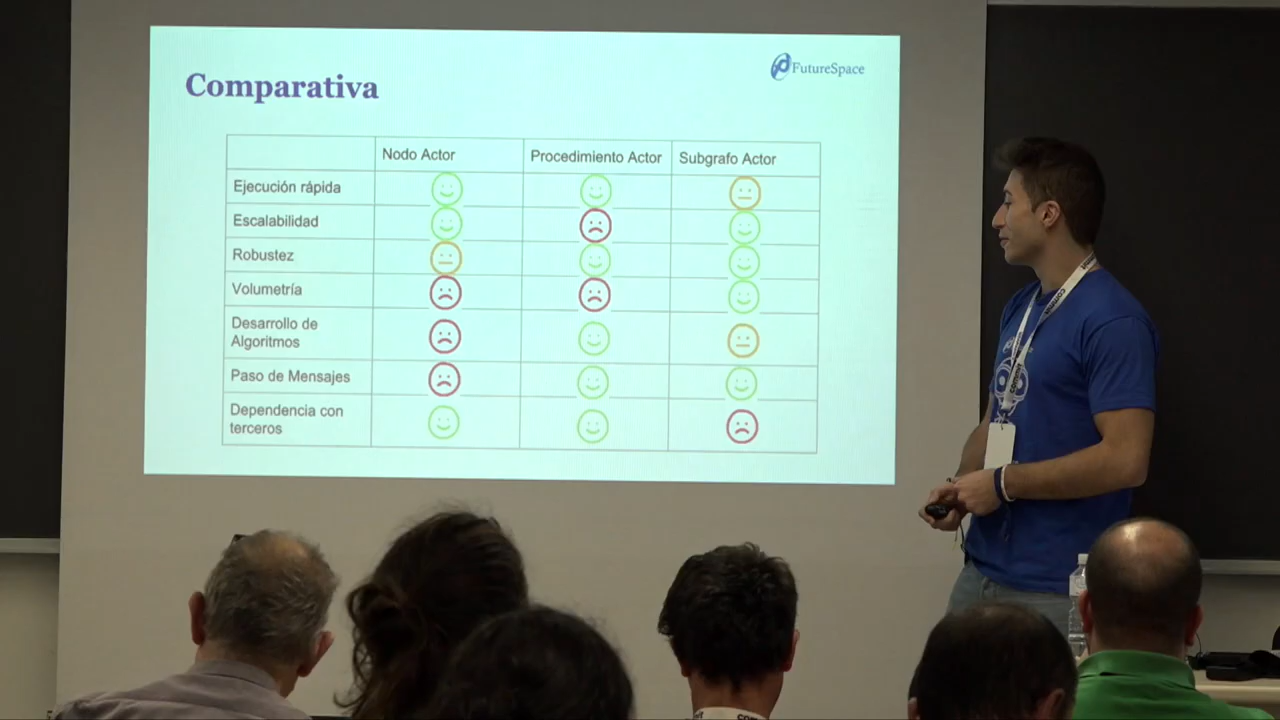 Comparativa
FutureSpace
Nodo Actor
Procedimiento Actor
Subgrafo Actor
Ejecución rápida
Escalabilidad
Robustez
Volumetría
Desarrollo de
Algoritmos
Paso de Mensajes
Dependencia con
terceros